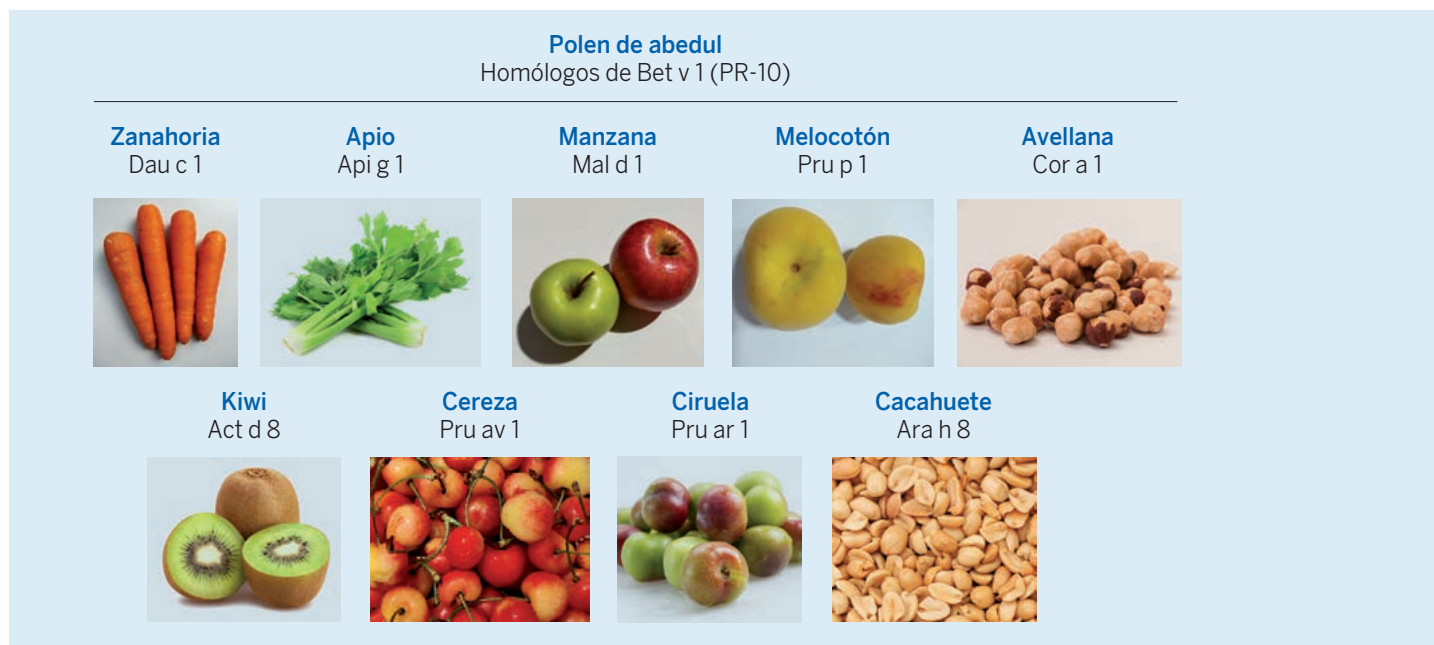 Polen de abedul
Homólogos de Bet v 1 (PR-10)
Zanahoria
Dau c 1
Apio
Api g 1
Manzana
Mal d 1
Melocotón
Pru p 1
Avellana
Cor a 1
Kiwi
Act d 8
Cereza
Pru av 1
Ciruela
Pru ar 1
Cacahuete
Ara h 8